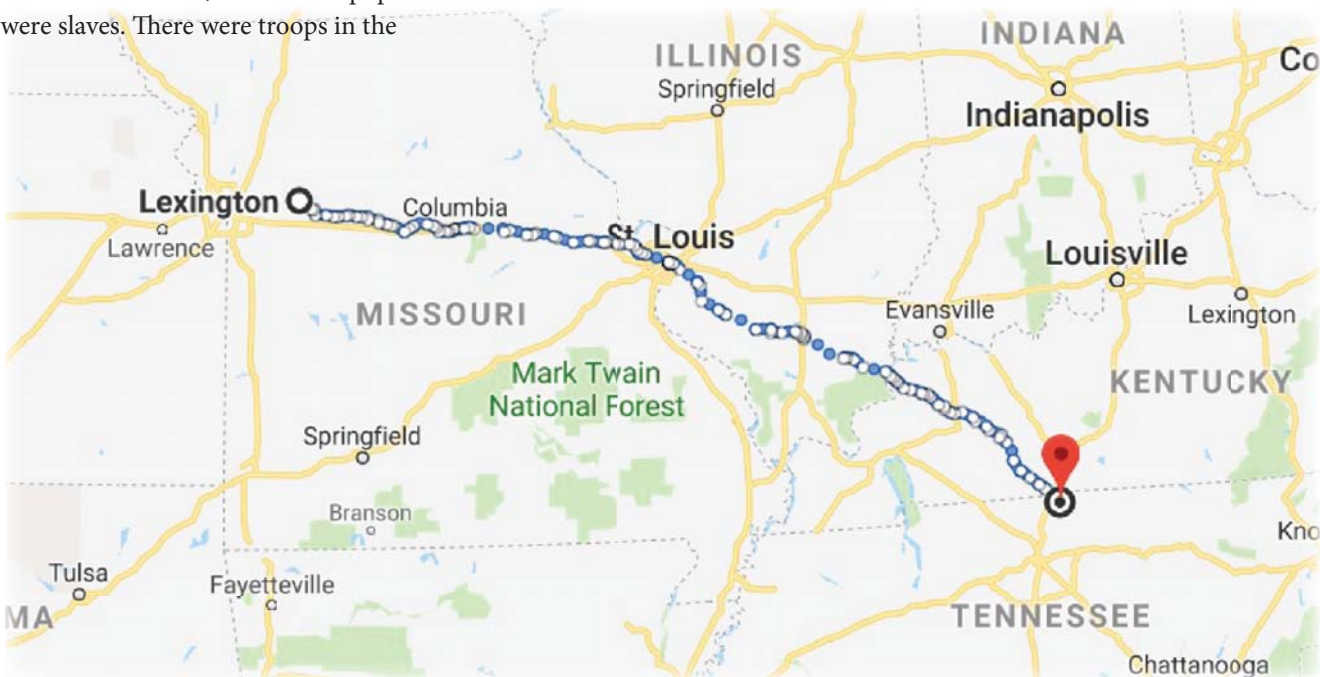 were slaves. There were troops in the
INDIANA
ILLINOIS
Springfield
Indianapolis
Lexington
Columbia
St. Louis
Lawrence
Louisville
Evansville
Lexington
MISSOURI
Mark Twain
National Forest
KENTUCKY
Springfield
Branson
Tulsa
Fayetteville
TENNESSEE
Chattanooga